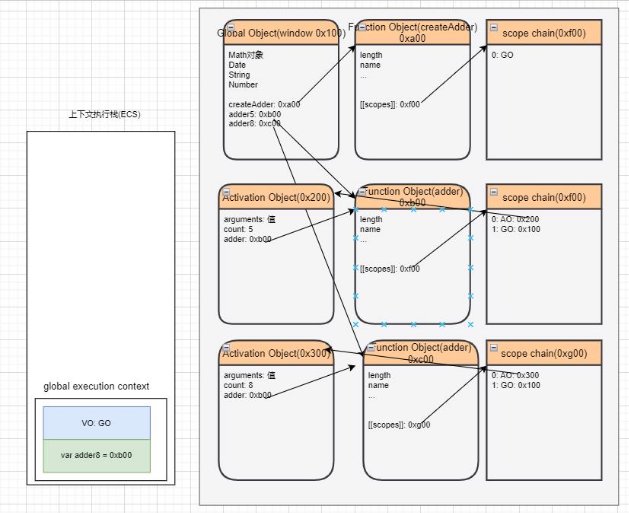 Global Object(window 0x100)
Math对象
Date
String
Number
createAdder: 0xa00
adder5: 0xb00
adder8: 0xc00
Function Object(createAdder)
0xa00
length
name
...
[[scopes]]: 0xf00
scope chain(0xf00)
0: GO
上下文执行栈(ECS)
Activation Object(0x200)
arguments: 值
count: 5
adder: 0xb00
Function Object(adder)
0xb00
length
name
...
[[scopes]]: 0xf00
scope chain(0xf00)
0: AO: 0x200
1: GO: 0x100
Activation Object(0x300)
arguments: 值
count: 8
adder: 0xb00
Function Object(adder)
0xc00
length
name
...
[[scopes]]: 0xg00
scope chain(0xg00)
0: AO: 0x300
1: GO: 0x100
global execution context
VO: GO
var adder8 = 0xb00